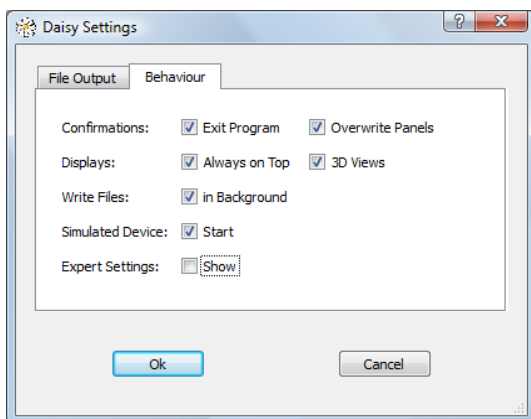 Daisy Settings
File Output Behaviour
Confirmations: Exit Program Overwrite Panels
Displays: Always on Top 3D Views
Write Files: in Background
Simulated Device: Start
Expert Settings: Show
Ok Cancel